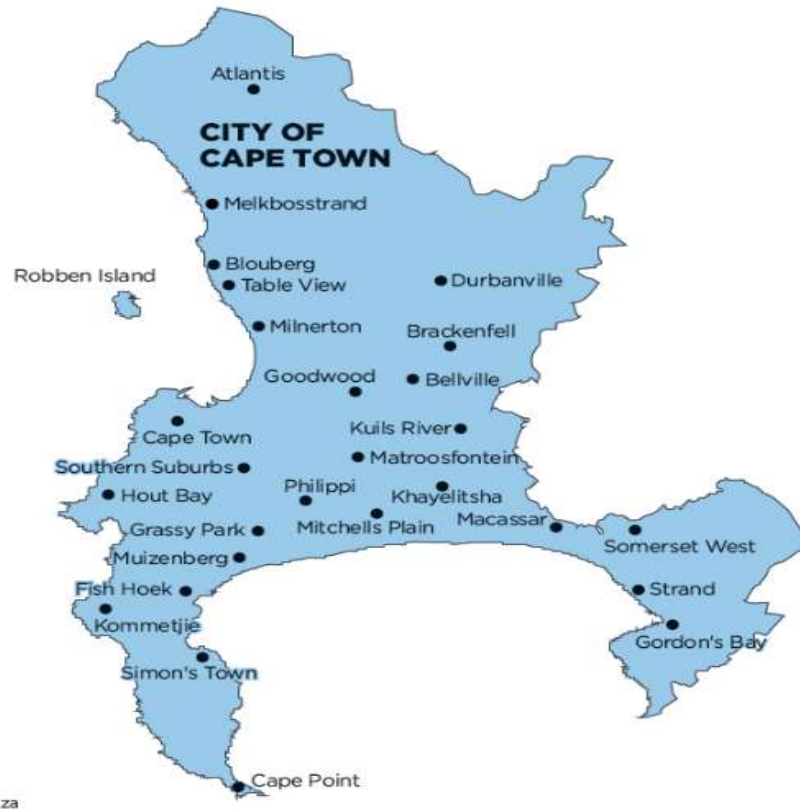 Atlantis
CITY OF
CAPE TOWN
Melkbosstrand
Blouberg
Robben Island
Table View
Durbanville
Milnerton
Brackenfell
Goodwood
Bellville
Cape Town
Kuils River
Southern Suburbs
Matroosfontein
Hout Bay
Philippi
Khayelitsha
Grassy Park
Mitchells Plain
Macassar
Somerset West
Muizenberg
Fish Hoek
Strand
Kommetjie
Gordon's Bay
Simon's Town
Cape Point
za